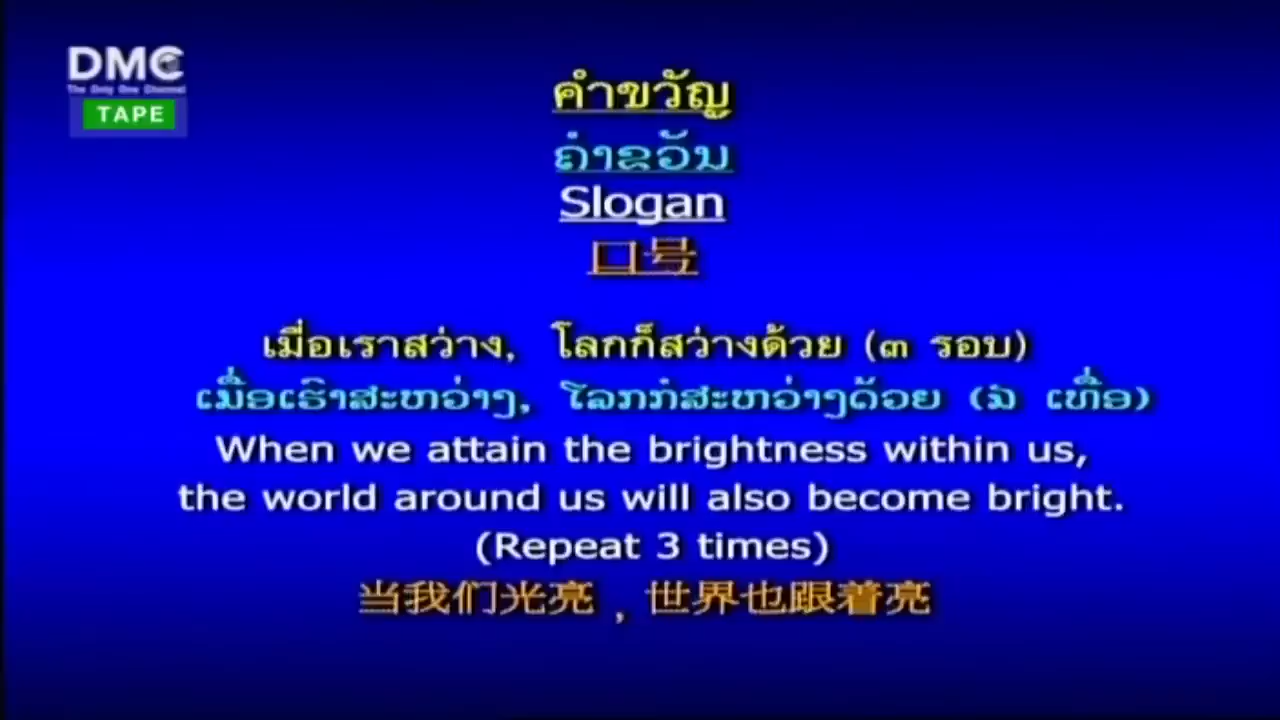 DMC
The Only One Channel
TAPE
คำขวัญ
ຄຳຂວັນ
Slogan
口号
เมื่อเราสว่าง, โลกก็สว่างด้วย (๓ รอบ)
ເມື່ອເຮົາສະຫວ່າງ, ໂລກກໍສະຫວ່າງດ້ວຍ (໓ ເທື່ອ)
When we attain the brightness within us,
the world around us will also become bright.
(Repeat 3 times)
当我们光亮，世界也跟着亮